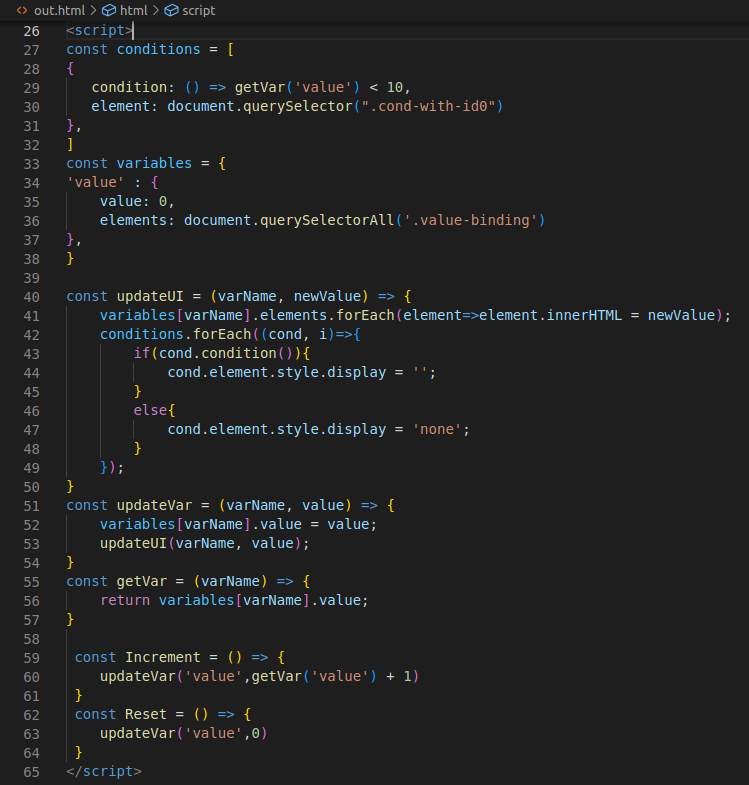 out.html > html > script
26 <script>
27 const conditions = [
28 {
29    condition: () => getVar('value') < 10,
30    element: document.querySelector(".cond-with-id0")
31 },
32 ]
33 const variables = {
34 'value' : {
35     value: 0,
36     elements: document.querySelectorAll('.value-binding')
37 },
38 }
39
40 const updateUI = (varName, newValue) => {
41     variables[varName].elements.forEach(element=>element.innerHTML = newValue);
42     conditions.forEach((cond, i)=>{
43         if(cond.condition()){
44             cond.element.style.display = '';
45         }
46         else{
47             cond.element.style.display = 'none';
48         }
49     });
50 }
51 const updateVar = (varName, value) => {
52     variables[varName].value = value;
53     updateUI(varName, value);
54 }
55 const getVar = (varName) => {
56     return variables[varName].value;
57 }
58
59  const Increment = () => {
60     updateVar('value',getVar('value') + 1)
61  }
62  const Reset = () => {
63     updateVar('value',0)
64  }
65 </script>